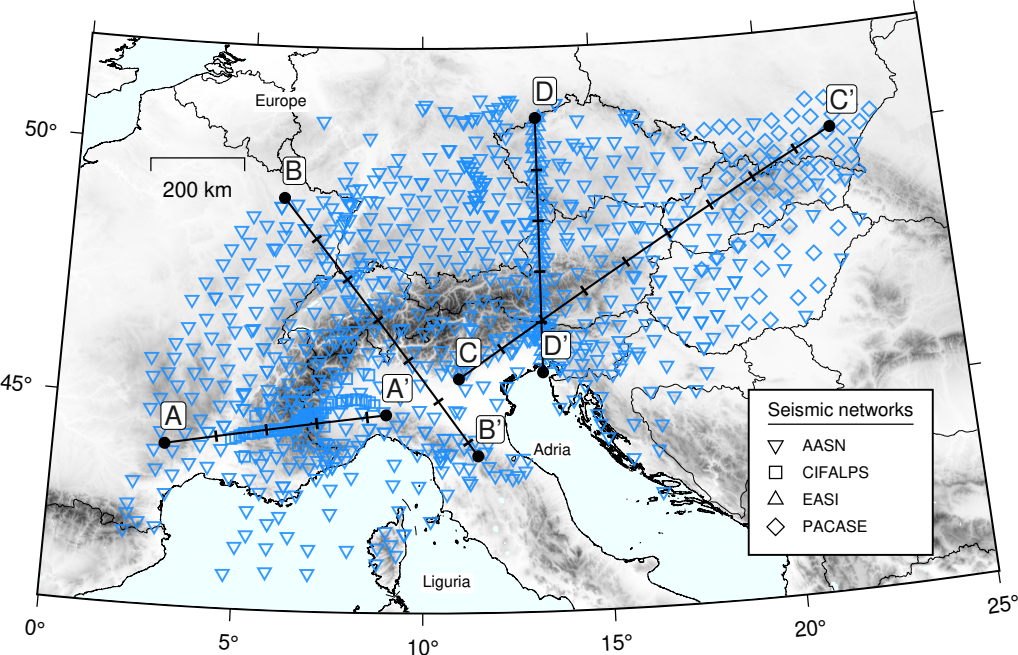 D
C'
Europe
50°
B
200 km
C
D'
45°
A'
A
B'
Adria
Seismic networks
AASN
CIFALPS
EASI
PACASE
Liguria
0°
5°
10°
15°
20°
25°